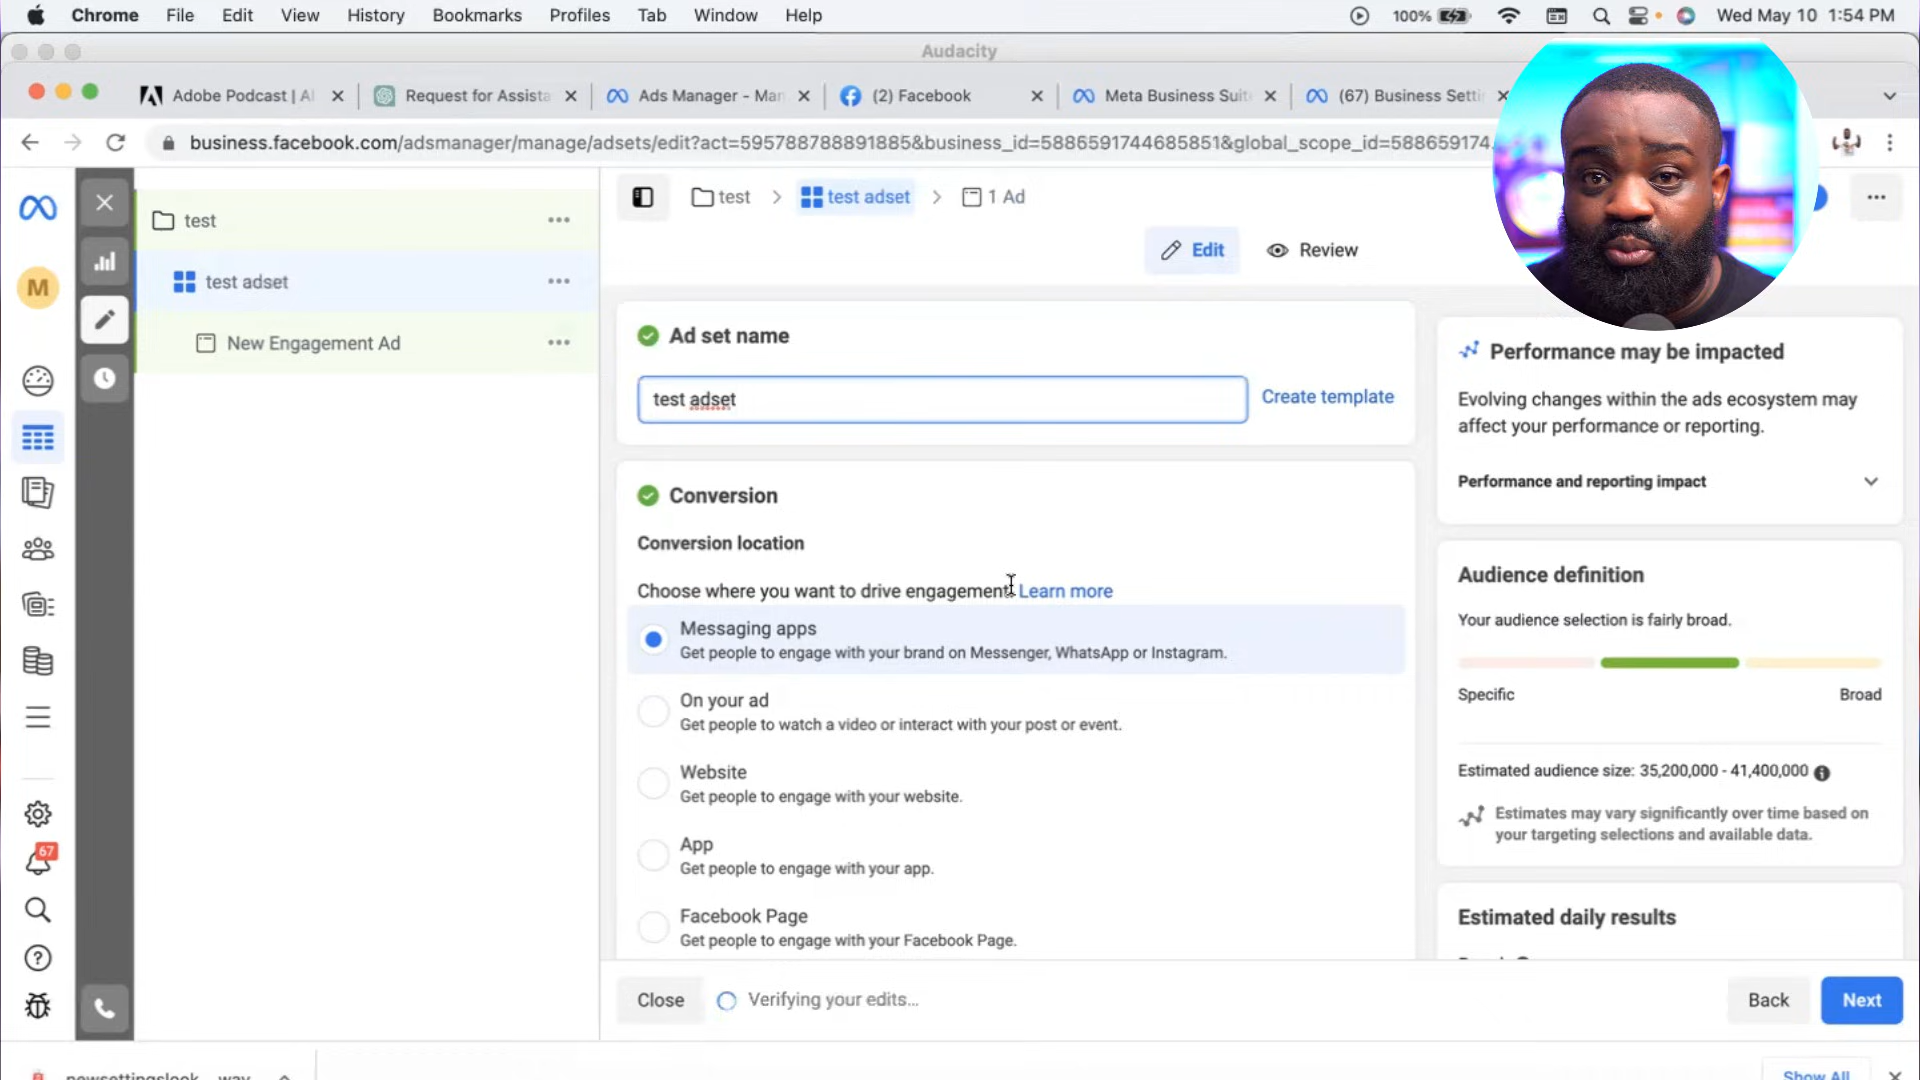 Chrome File Edit View History Bookmarks Profiles Tab Window Help 100% Wed May 10 1:54 PM
Audacity
Adobe Podcast | AI Request for Assista Ads Manager - Man (2) Facebook Meta Business Suit (67) Business Setti
business.facebook.com/adsmanager/manage/adsets/edit?act=595788788891885&business_id=5886591744685851&global_scope_id=588659174
test
test adset
New Engagement Ad
M
67
test > test adset > 1 Ad
Edit Review
Ad set name
test adset
Create template
Conversion
Conversion location
Choose where you want to drive engagement. Learn more
Messaging apps
Get people to engage with your brand on Messenger, WhatsApp or Instagram.
On your ad
Get people to watch a video or interact with your post or event.
Website
Get people to engage with your website.
App
Get people to engage with your app.
Facebook Page
Get people to engage with your Facebook Page.
Performance may be impacted
Evolving changes within the ads ecosystem may
affect your performance or reporting.
Performance and reporting impact
Audience definition
Your audience selection is fairly broad.
Specific Broad
Estimated audience size: 35,200,000 - 41,400,000
Estimates may vary significantly over time based on
your targeting selections and available data.
Estimated daily results
Close Verifying your edits... Back Next
Show All